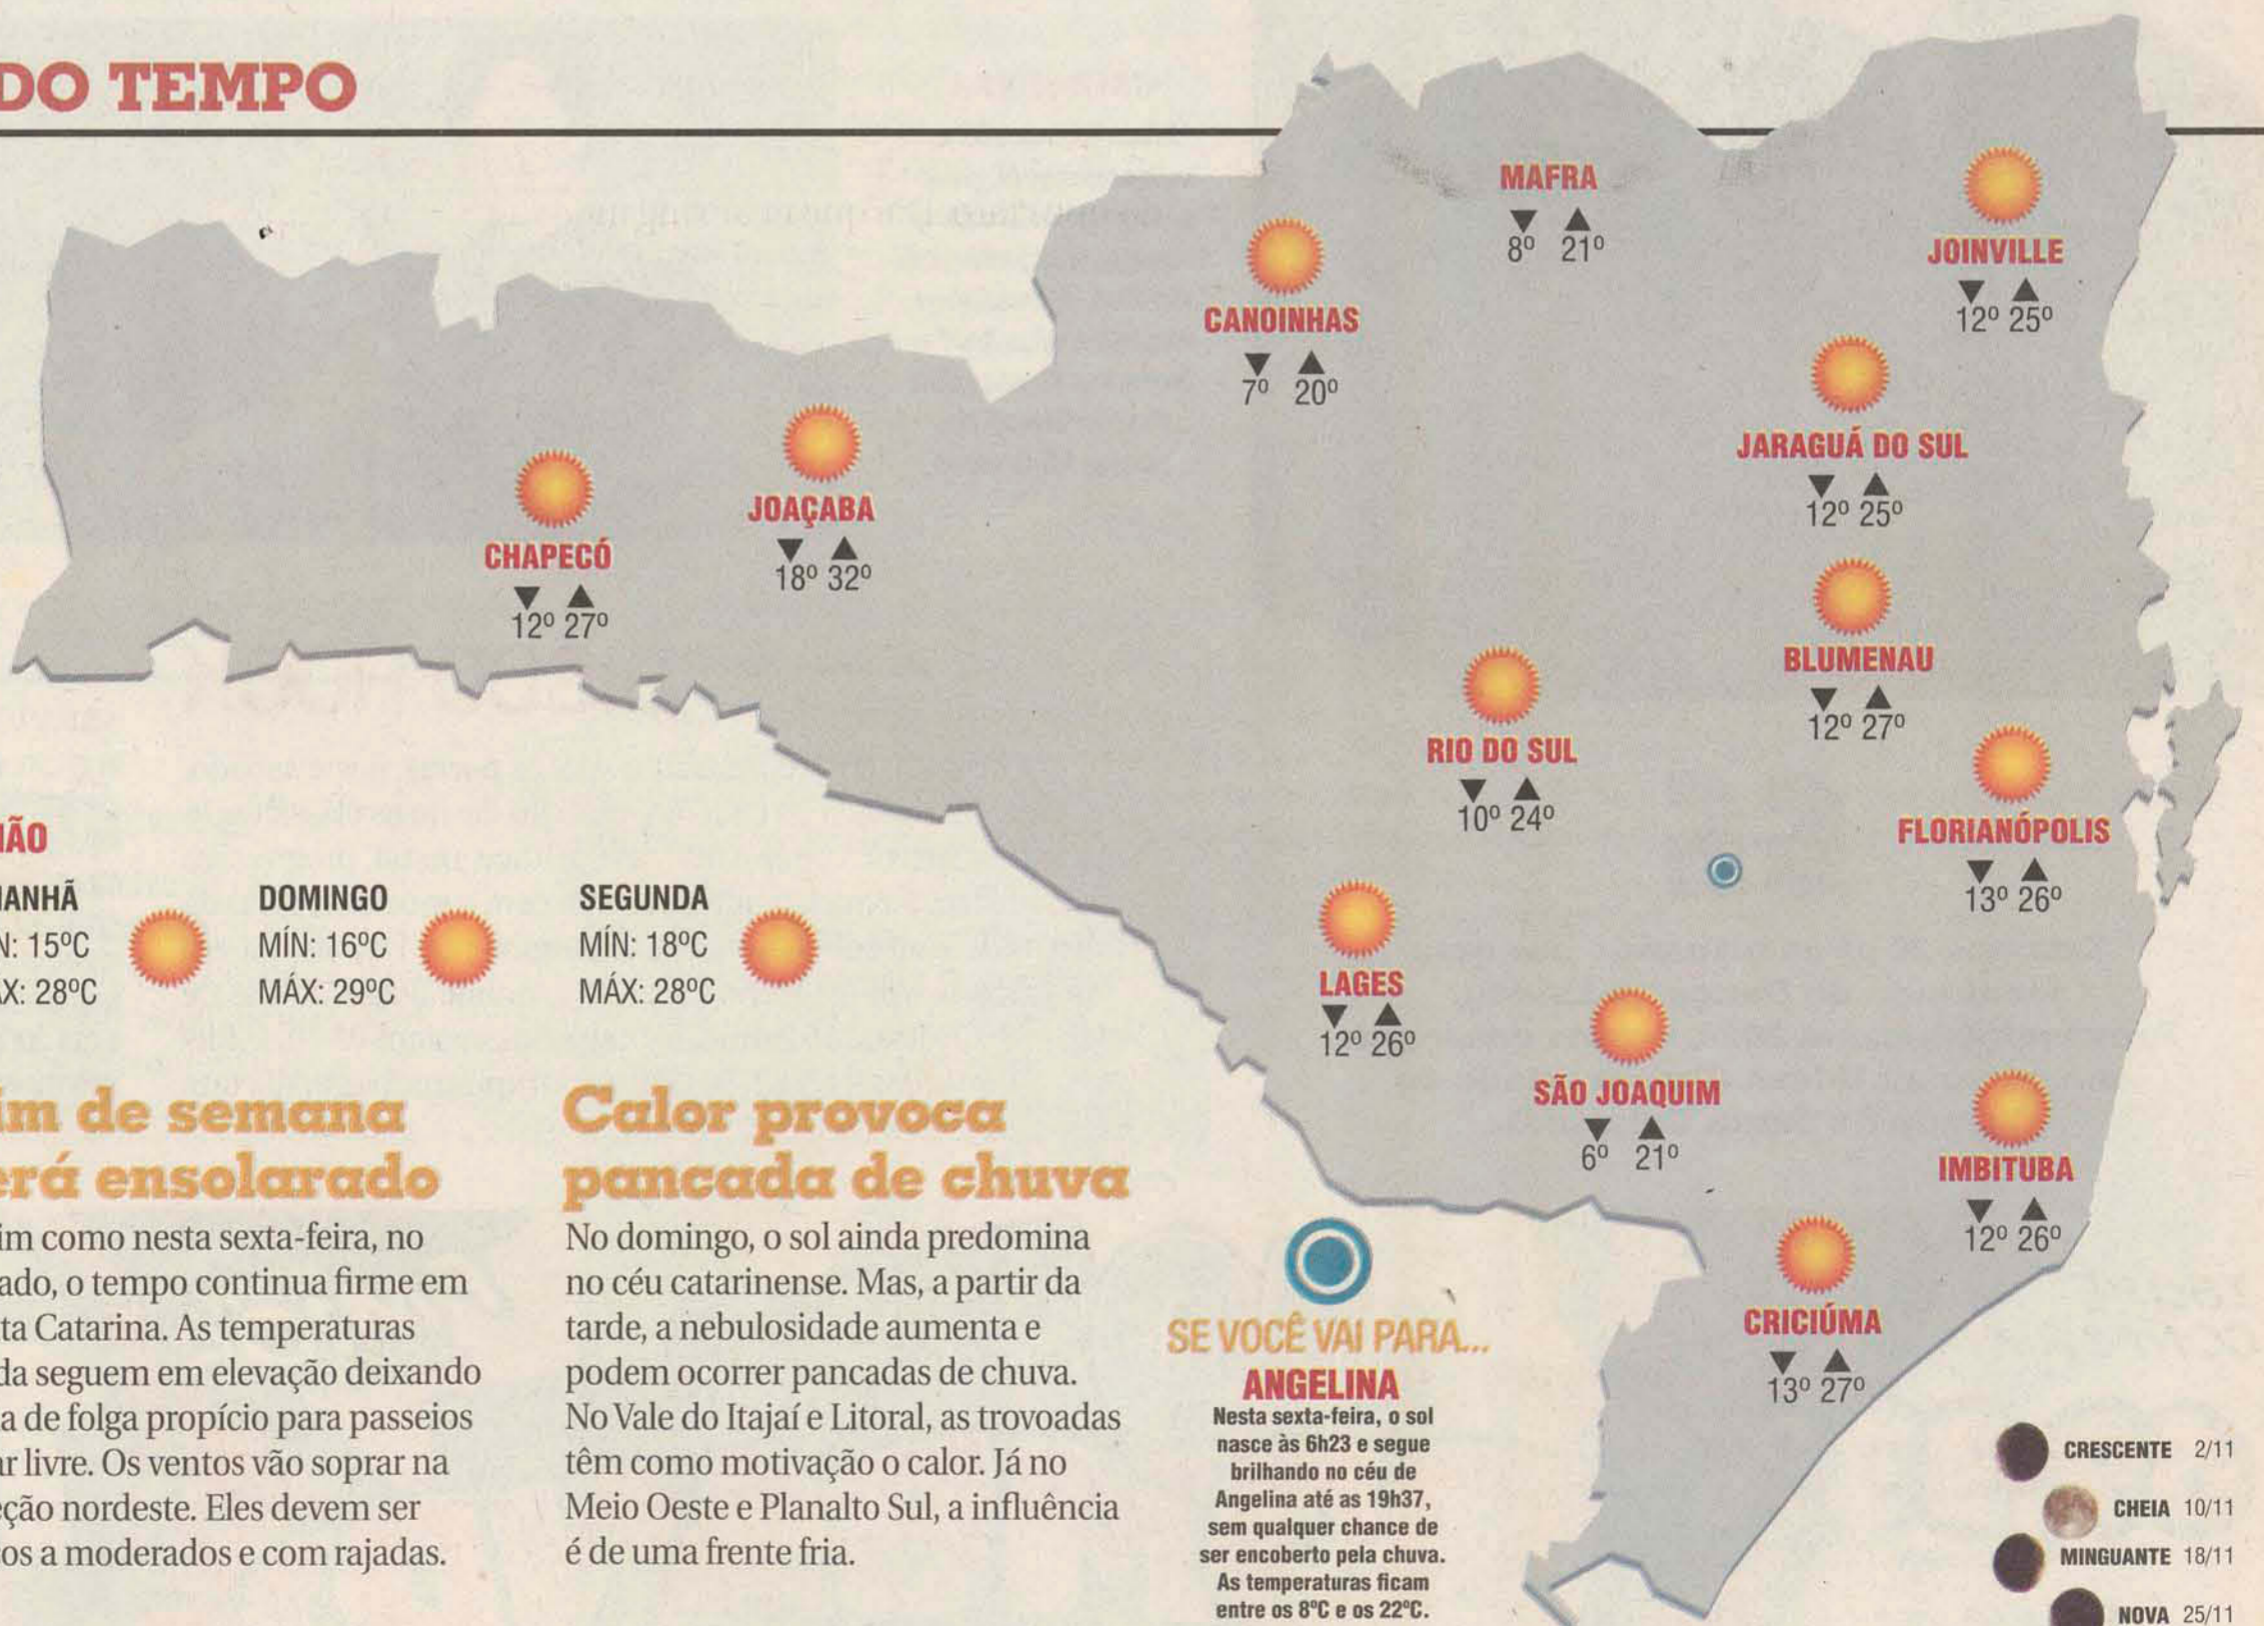 DO TEMPO
MAFRA
8º 21º
JOINVILLE
12º 25º
CANOINHAS
7º 20º
JARAGUÁ DO SUL
12º 25º
JOAÇABA
18º 32º
CHAPECÓ
12º 27º
BLUMENAU
12º 27º
RIO DO SUL
10º 24º
FLORIANÓPOLIS
13º 26º
LAGES
12º 26º
SÃO JOAQUIM
6º 21º
IMBITUBA
12º 26º
CRICIÚMA
13º 27º
IÃO
IANHÃ
N: 15ºC
ÁX: 28ºC
DOMINGO
MÍN: 16ºC
MÁX: 29ºC
SEGUNDA
MÍN: 18ºC
MÁX: 28ºC
im de semana
erá ensolarado
im como nesta sexta-feira, no
ado, o tempo continua firme em
ta Catarina. As temperaturas
da seguem em elevação deixando
a de folga propício para passeios
ar livre. Os ventos vão soprar na
eção nordeste. Eles devem ser
os a moderados e com rajadas.
Calor provoca
pancada de chuva
No domingo, o sol ainda predomina
no céu catarinense. Mas, a partir da
tarde, a nebulosidade aumenta e
podem ocorrer pancadas de chuva.
No Vale do Itajaí e Litoral, as trovoadas
têm como motivação o calor. Já no
Meio Oeste e Planalto Sul, a influência
é de uma frente fria.
SE VOCÊ VAI PARA...
ANGELINA
Nesta sexta-feira, o sol
nasce às 6h23 e segue
brilhando no céu de
Angelina até as 19h37,
sem qualquer chance de
ser encoberto pela chuva.
As temperaturas ficam
entre os 8ºC e os 22ºC.
CRESCENTE 2/11
CHEIA 10/11
MINGUANTE 18/11
NOVA 25/11